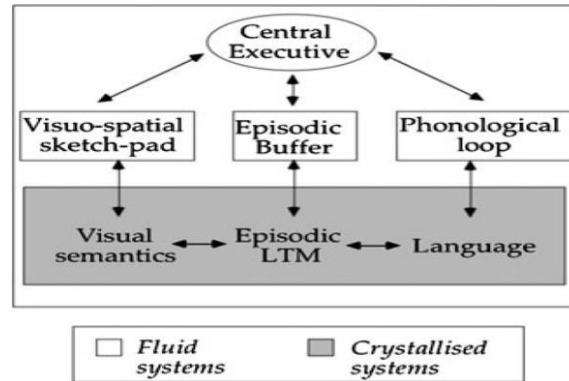 Central
Executive
Visuo-spatial
sketch-pad
Episodic
Buffer
Phonological
loop
Visual
semantics
Episodic
LTM
Language
Fluid
systems
Crystallised
systems